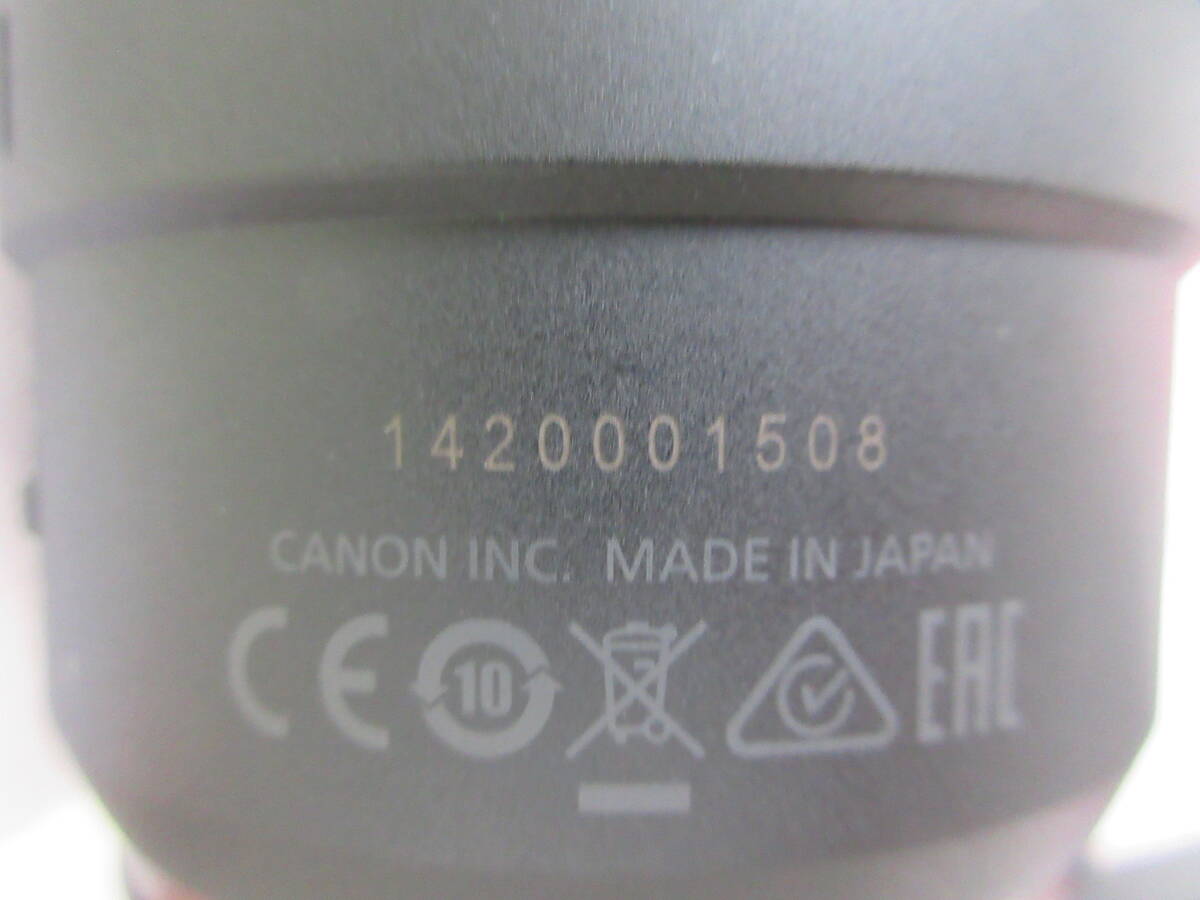 1420001508
CANON INC. MADE IN JAPAN
CE 10 EAC